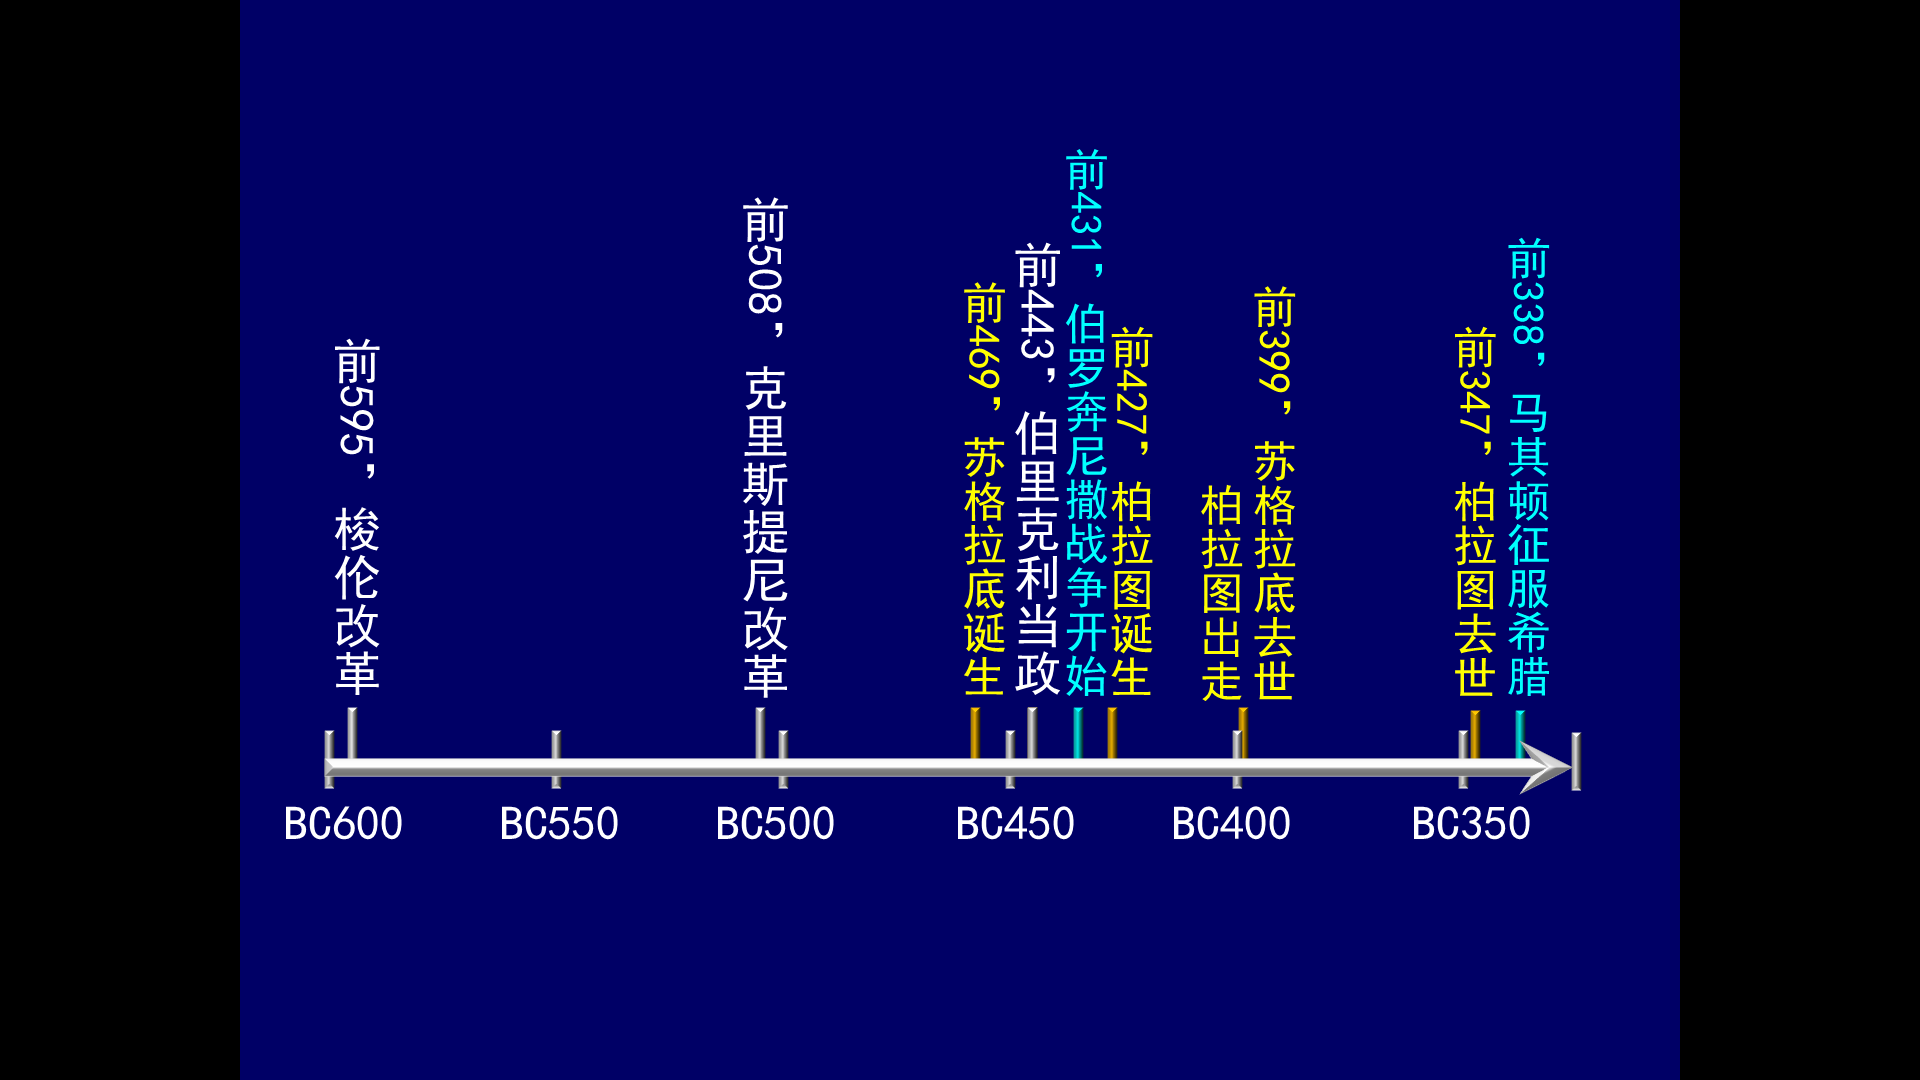 前595，梭伦改革
前508，克里斯提尼改革
前469，苏格拉底诞生
前443，伯里克利当政
前431，伯罗奔尼撒战争开始
前427，柏拉图诞生
柏拉图出走
前399，苏格拉底去世
前347，柏拉图去世
前338，马其顿征服希腊
BC600
BC550
BC500
BC450
BC400
BC350